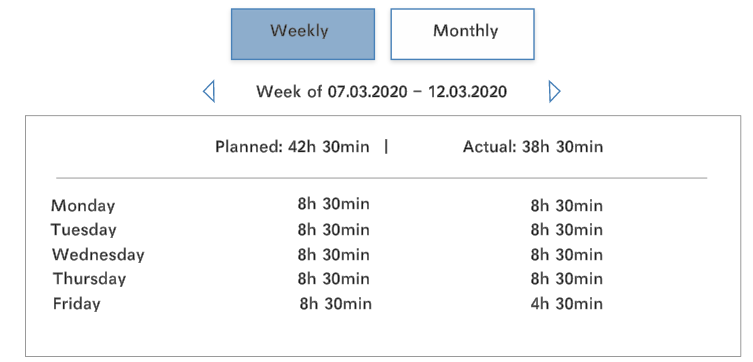 Weekly Monthly
Week of 07.03.2020 – 12.03.2020
Planned: 42h 30min | Actual: 38h 30min
Monday 8h 30min 8h 30min
Tuesday 8h 30min 8h 30min
Wednesday 8h 30min 8h 30min
Thursday 8h 30min 8h 30min
Friday 8h 30min 4h 30min